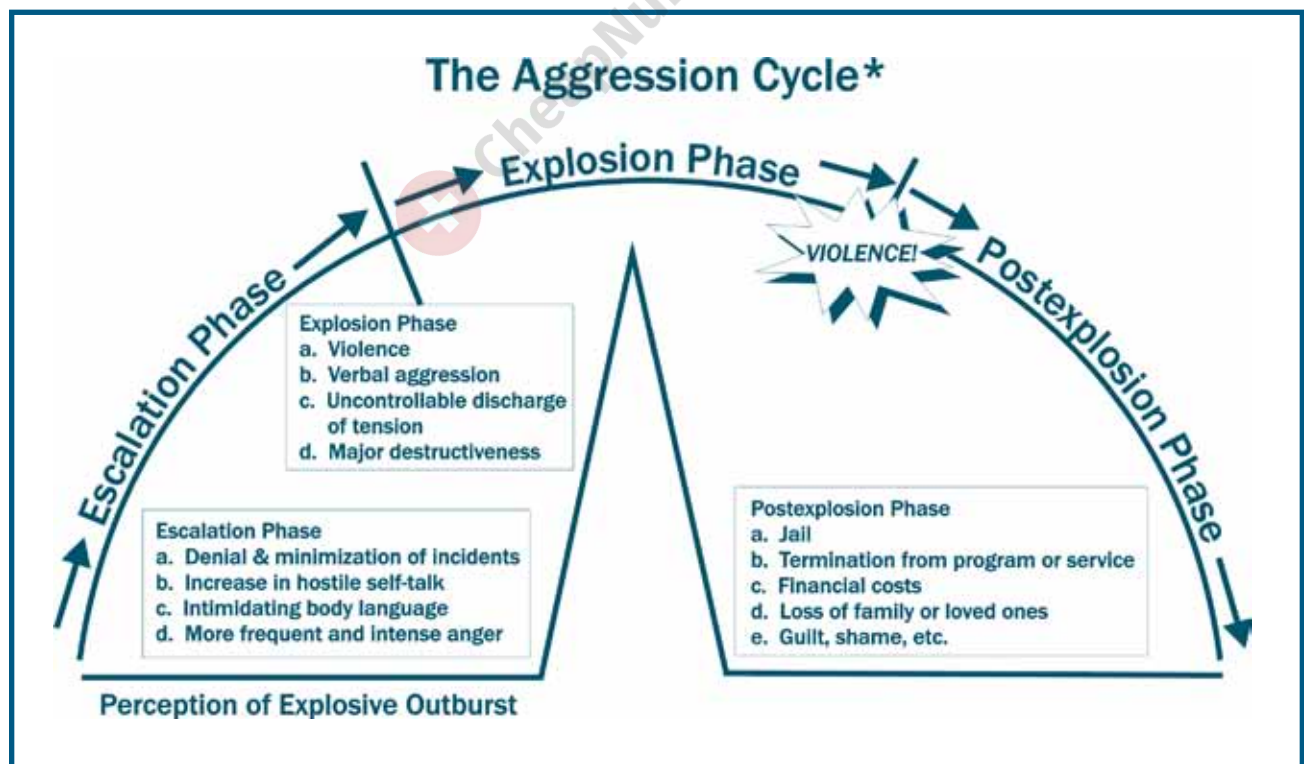 The Aggression Cycle*
Escalation Phase
Explosion Phase
VIOLENCE!
Postexplosion Phase
Explosion Phase
a. Violence
b. Verbal aggression
c. Uncontrollable discharge
of tension
d. Major destructiveness
Escalation Phase
a. Denial & minimization of incidents
b. Increase in hostile self-talk
c. Intimidating body language
d. More frequent and intense anger
Postexplosion Phase
a. Jail
b. Termination from program or service
c. Financial costs
d. Loss of family or loved ones
e. Guilt, shame, etc.
Perception of Explosive Outburst